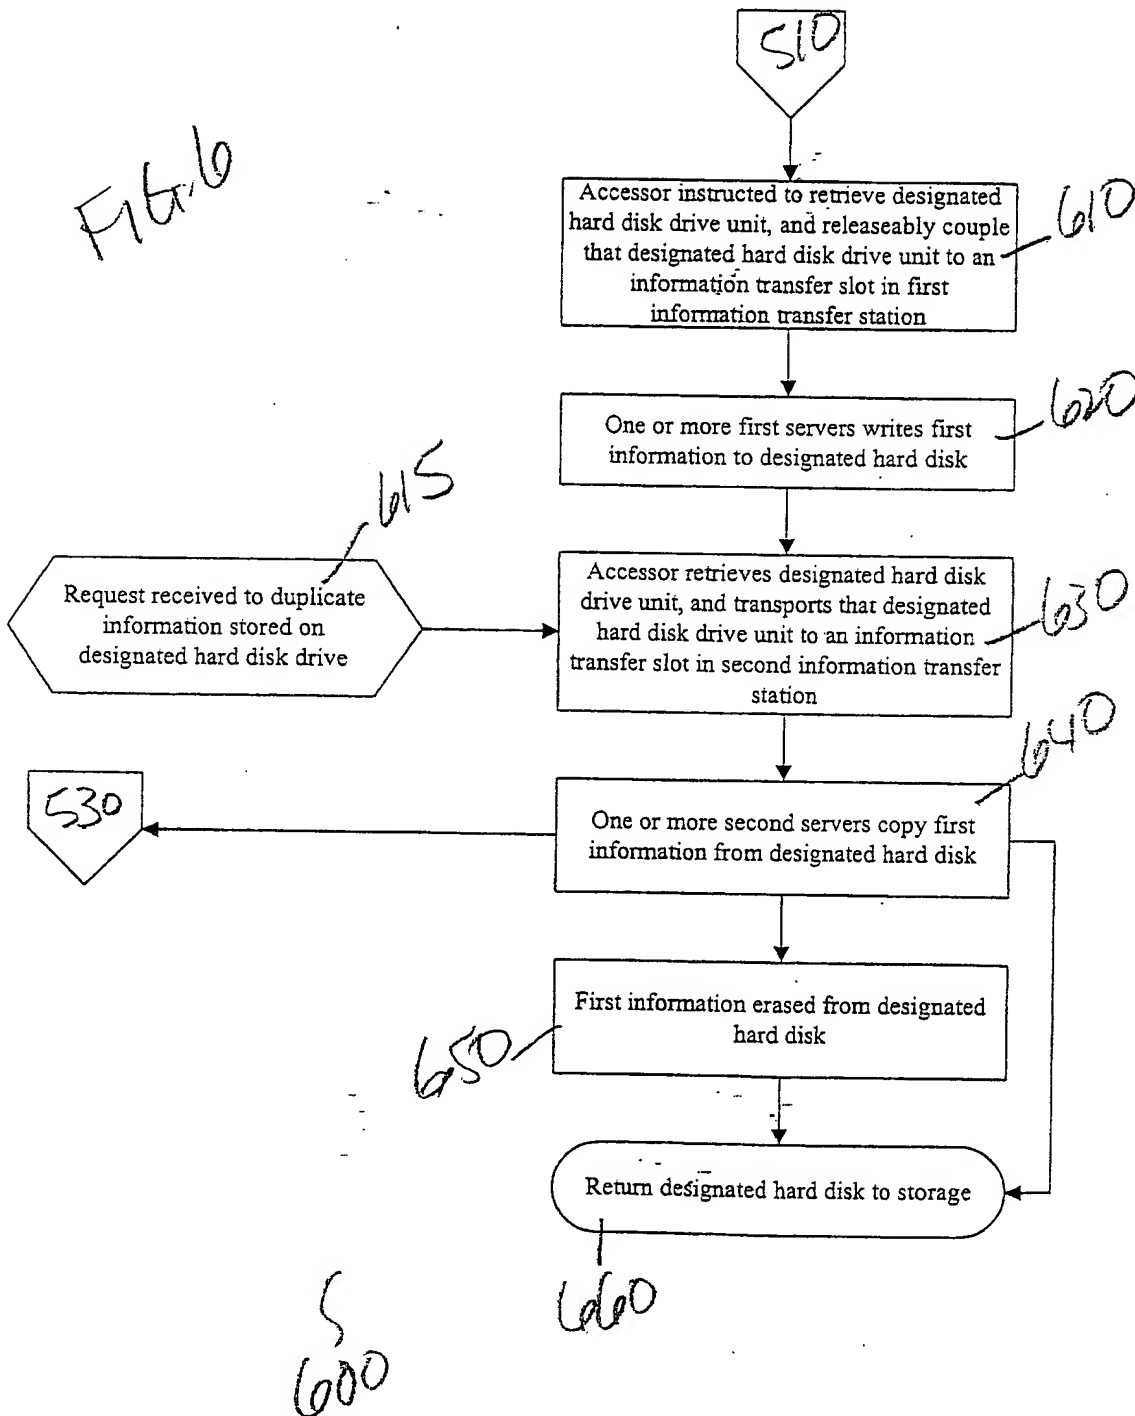 510
FIG. 6
Accessor instructed to retrieve designated
hard disk drive unit, and releaseably couple
that designated hard disk drive unit to an
information transfer slot in first
information transfer station
610
One or more first servers writes first
information to designated hard disk
620
615
Request received to duplicate
information stored on
designated hard disk drive
Accessor retrieves designated hard disk
drive unit, and transports that designated
hard disk drive unit to an information
transfer slot in second information transfer
station
630
640
530
One or more second servers copy first
information from designated hard disk
First information erased from designated
hard disk
650
Return designated hard disk to storage
660
600